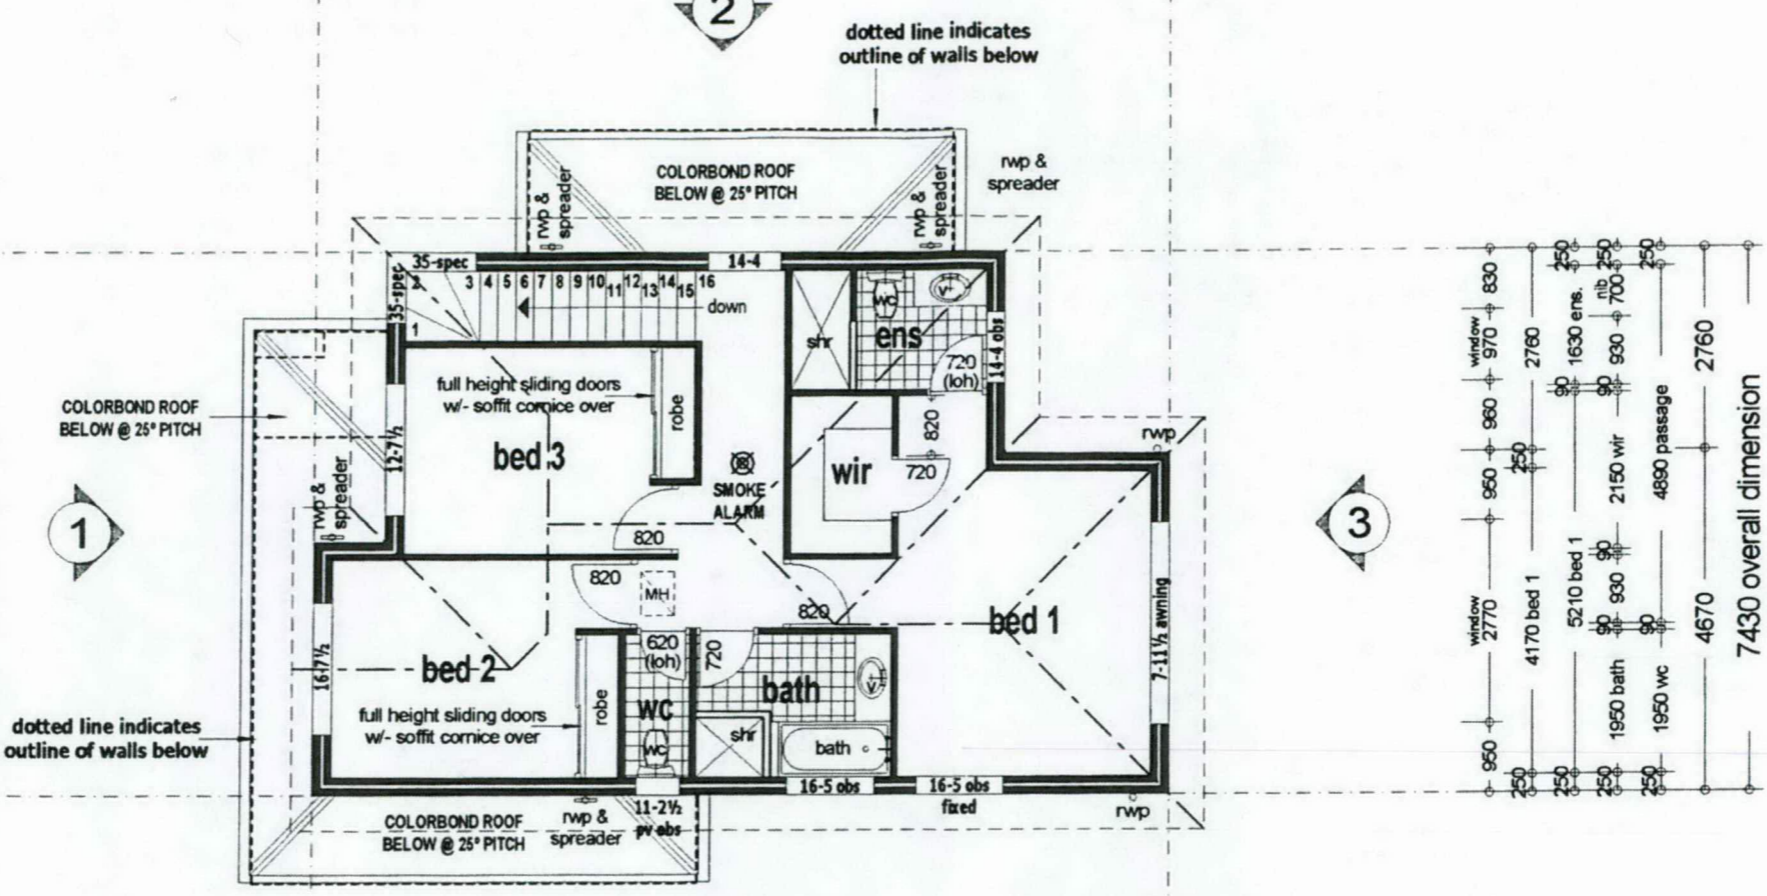 2
dotted line indicates
outline of walls below
COLORBOND ROOF
BELOW @ 25° PITCH
rwp &
spreader
rwp &
spreader
rwp &
spreader
35-spec
14-4
35-spec
1
2
3
4
5
6
7
8
9
10
11
12
13
14
15
16
down
shr
wc
v
ens
720
(loh)
14-4 obs
COLORBOND ROOF
BELOW @ 25° PITCH
full height sliding doors
w/- soffit cornice over
robe
bed 3
12-7½
rwp &
spreader
SMOKE
ALARM
wir
820
720
rwp
1
3
820
820
MH
820
bed 1
7-11½ awning
bed 2
16-7½
full height sliding doors
w/- soffit cornice over
robe
620
(loh)
wc
wc
720
bath
v
shr
bath
dotted line indicates
outline of walls below
16-5 obs
16-5 obs
fixed
11-2½
pv obs
rwp
COLORBOND ROOF
BELOW @ 25° PITCH
rwp &
spreader
830
window
970
960
950
window
2770
950
2760
250
4170 bed 1
250
250
1630 ens.
90
5210 bed 1
250
250
nib
700
930
90
2150 wir
90
930
90
1950 bath
250
250
4890 passage
90
1950 wc
250
2760
4670
7430 overall dimension